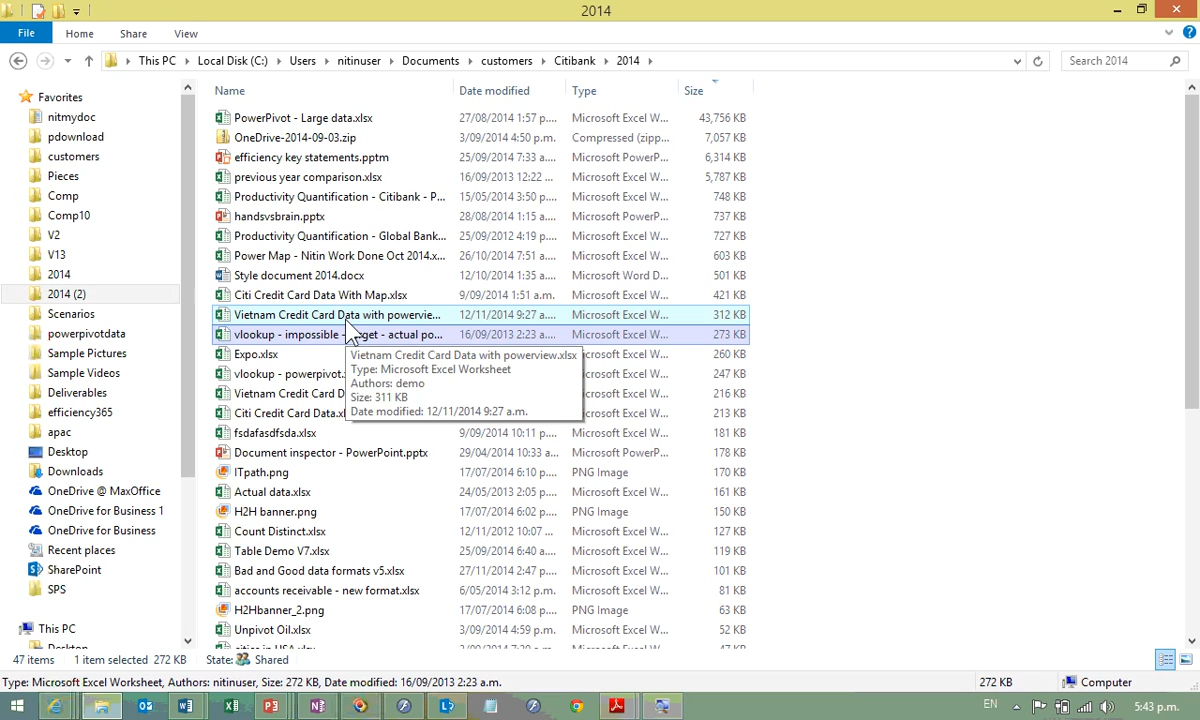 2014
File Home Share View
This PC Local Disk (C:) Users nitinuser Documents customers Citibank 2014 Search 2014
Favorites
nitmydoc
pdownload
customers
Pieces
Comp
Comp10
V2
V13
2014
2014 (2)
Scenarios
powerpivotdata
Sample Pictures
Sample Videos
Deliverables
efficiency365
apac
Desktop
Downloads
OneDrive @ MaxOffice
OneDrive for Business 1
OneDrive for Business
Recent places
SharePoint
SPS
This PC
Desktop
Name Date modified Type Size
PowerPivot - Large data.xlsx 27/08/2014 1:57 p.... Microsoft Excel W... 43,756 KB
OneDrive-2014-09-03.zip 3/09/2014 4:50 p.m. Compressed (zipp... 7,057 KB
efficiency key statements.pptm 25/09/2014 7:33 a.... Microsoft PowerP... 6,314 KB
previous year comparison.xlsx 16/09/2013 12:22 ... Microsoft Excel W... 5,787 KB
Productivity Quantification - Citibank - P... 15/05/2014 3:50 p.... Microsoft Excel W... 748 KB
handsvsbrain.pptx 28/08/2014 1:15 a.... Microsoft PowerP... 737 KB
Productivity Quantification - Global Bank... 25/09/2012 4:19 p.... Microsoft Excel W... 727 KB
Power Map - Nitin Work Done Oct 2014.x... 26/10/2014 7:51 a.... Microsoft Excel W... 603 KB
Style document 2014.docx 12/10/2014 1:35 a.... Microsoft Word D... 501 KB
Citi Credit Card Data With Map.xlsx 9/09/2014 1:51 a.m. Microsoft Excel W... 421 KB
Vietnam Credit Card Data with powervie... 12/11/2014 9:27 a.... Microsoft Excel W... 312 KB
vlookup - impossible - get - actual po... 16/09/2013 2:23 a.... Microsoft Excel W... 273 KB
Expo.xlsx Microsoft Excel W... 260 KB
vlookup - powerpivot. Microsoft Excel W... 247 KB
Vietnam Credit Card D Microsoft Excel W... 216 KB
Citi Credit Card Data.xl Microsoft Excel W... 213 KB
Vietnam Credit Card Data with powerview.xlsx
Type: Microsoft Excel Worksheet
Authors: demo
Size: 311 KB
Date modified: 12/11/2014 9:27 a.m.
fsdafasdfsda.xlsx 9/09/2014 10:11 p.... Microsoft Excel W... 181 KB
Document inspector - PowerPoint.pptx 29/04/2014 10:33 a... Microsoft PowerP... 178 KB
ITpath.png 17/07/2014 6:10 p.... PNG Image 170 KB
Actual data.xlsx 24/05/2013 2:05 p.... Microsoft Excel W... 161 KB
H2H banner.png 17/07/2014 6:02 p.... PNG Image 150 KB
Count Distinct.xlsx 12/11/2012 10:07 ... Microsoft Excel W... 127 KB
Table Demo V7.xlsx 25/09/2014 6:40 a.... Microsoft Excel W... 119 KB
Bad and Good data formats v5.xlsx 27/11/2014 2:47 p.... Microsoft Excel W... 101 KB
accounts receivable - new format.xlsx 6/05/2014 3:12 p.m. Microsoft Excel W... 81 KB
H2Hbanner_2.png 17/07/2014 6:08 p.... PNG Image 63 KB
Unpivot Oil.xlsx 3/09/2014 4:59 p.m. Microsoft Excel W... 52 KB
47 items 1 item selected 272 KB State: Shared
Type: Microsoft Excel Worksheet, Authors: nitinuser, Size: 272 KB, Date modified: 16/09/2013 2:23 a.m. 272 KB Computer
EN 5:43 p.m.